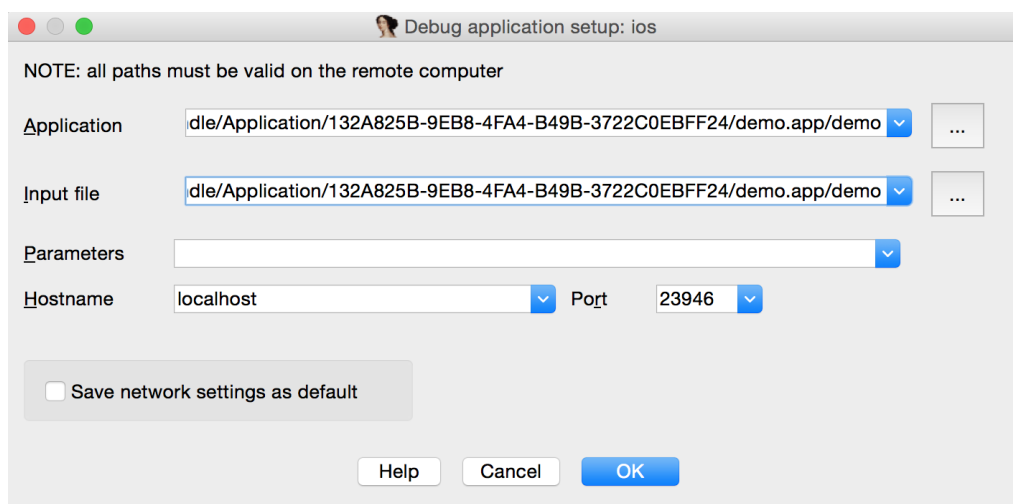 Debug application setup: ios
NOTE: all paths must be valid on the remote computer
Application dle/Application/132A825B-9EB8-4FA4-B49B-3722C0EBFF24/demo.app/demo ...
Input file dle/Application/132A825B-9EB8-4FA4-B49B-3722C0EBFF24/demo.app/demo ...
Parameters
Hostname localhost Port 23946
Save network settings as default
Help Cancel OK